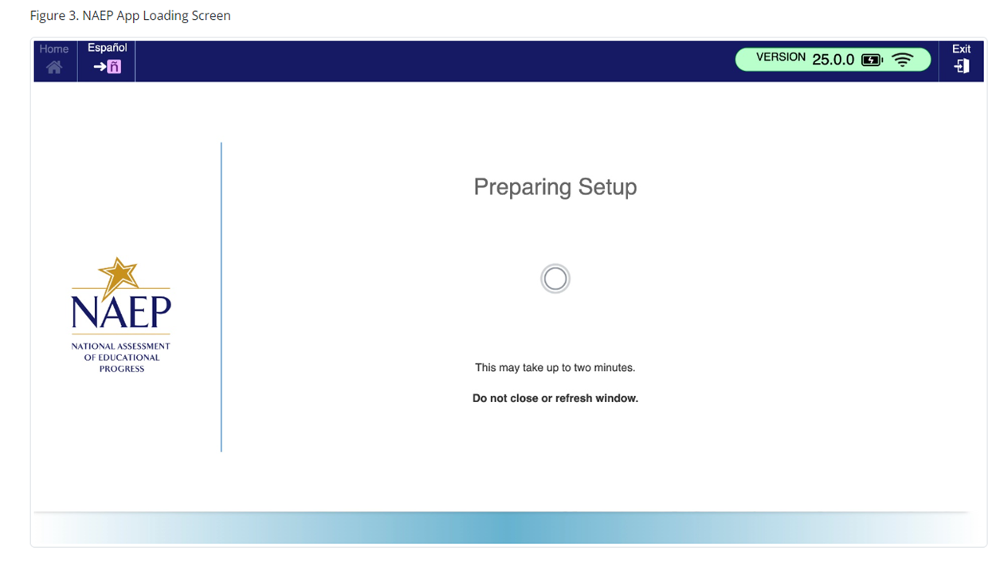 Figure 3. NAEP App Loading Screen
Home
Español
ñ
VERSION 25.0.0
Exit
Preparing Setup
NAEP
NATIONAL ASSESSMENT
OF EDUCATIONAL
PROGRESS
This may take up to two minutes.
Do not close or refresh window.